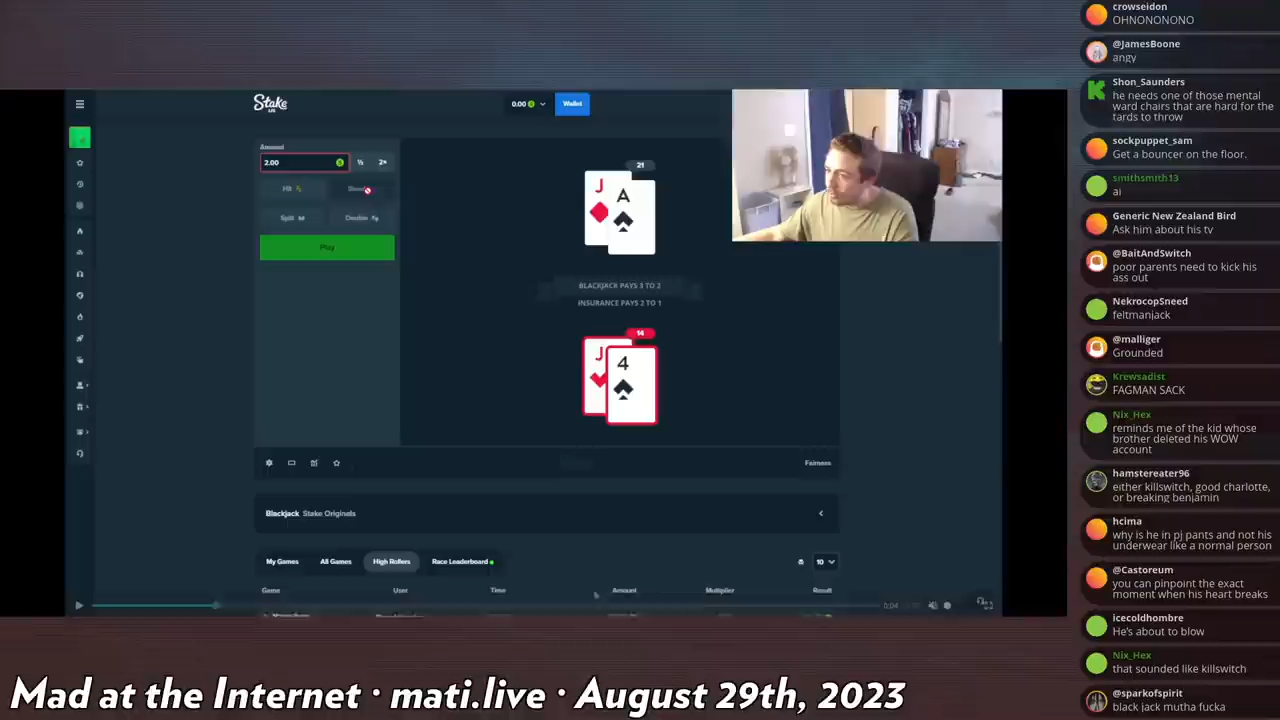 Stake
0.00
Wallet
Amount
2.00
½
2×
Hit
Stand
Split
Double
Play
21
J
A
BLACKJACK PAYS 3 TO 2
INSURANCE PAYS 2 TO 1
14
J
4
Fairness
Blackjack Stake Originals
My Games
All Games
High Rollers
Race Leaderboard
10
Game
User
Time
Amount
Multiplier
Result
0:04
crowseidon
OHNONONONO
@JamesBoone
angy
Shon_Saunders
he needs one of those mental
ward chairs that are hard for the
tards to throw
sockpuppet_sam
Get a bouncer on the floor.
smithsmith13
ai
Generic New Zealand Bird
Ask him about his tv
@BaitAndSwitch
poor parents need to kick his
ass out
NekrocopSneed
feltmanjack
@malliger
Grounded
Krewsadist
FAGMAN SACK
Nix_Hex
reminds me of the kid whose
brother deleted his WOW
account
hamstereater96
either killswitch, good charlotte,
or breaking benjamin
hcima
why is he in pj pants and not his
underwear like a normal person
@Castoreum
you can pinpoint the exact
moment when his heart breaks
icecoldhombre
He's about to blow
Nix_Hex
that sounded like killswitch
@sparkofspirit
black jack mutha fucka
Mad at the Internet · mati.live · August 29th, 2023